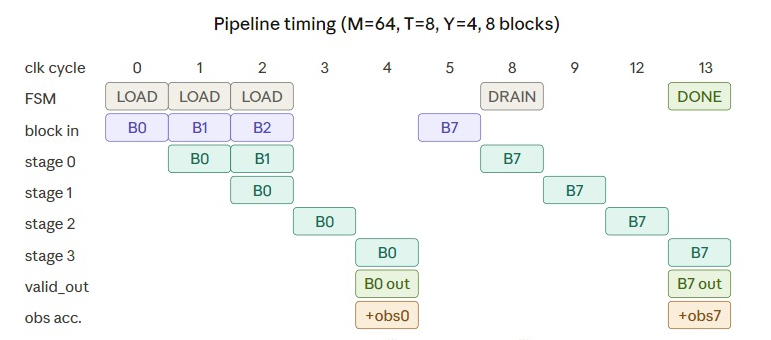 Pipeline timing (M=64, T=8, Y=4, 8 blocks)
clk cycle 0 1 2 3 4 5 8 9 12 13
FSM LOAD LOAD LOAD DRAIN DONE
block in B0 B1 B2 B7
stage 0 B0 B1 B7
stage 1 B0 B7
stage 2 B0 B7
stage 3 B0 B7
valid_out B0 out B7 out
obs acc. +obs0 +obs7